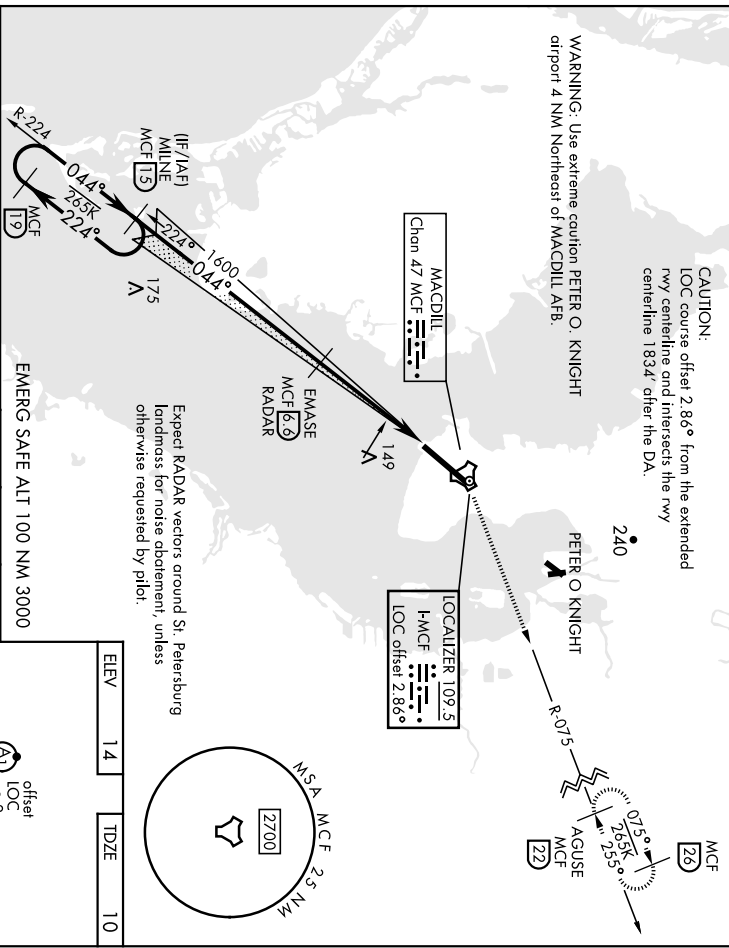 CAUTION:
LOC course offset 2.86° from the extended
rwy centerline and intersects the rwy
centerline 1834' after the DA.
WARNING: Use extreme caution PETER O. KNIGHT
airport 4 NM Northeast of MACDILL AFB.
240
PETER O KNIGHT
MACDILL
Chan 47 MCF
LOCALIZER 109.5
I-MCF
LOC offset 2.86°
R-075
075°
265K
255°
MCF
26
AGUSE
MCF
22
(IF/IAF)
MILNE
MCF 15
R-224
044°
265K
224°
MCF
19
224°
1600
044°
175
EMASE
MCF 6.6
RADAR
149
Expect RADAR vectors around St. Petersburg
landmass for noise abatement, unless
otherwise requested by pilot.
MSA MCF 25 NM
2700
EMERG SAFE ALT 100 NM 3000
ELEV 14
TDZE 10
offset
LOC